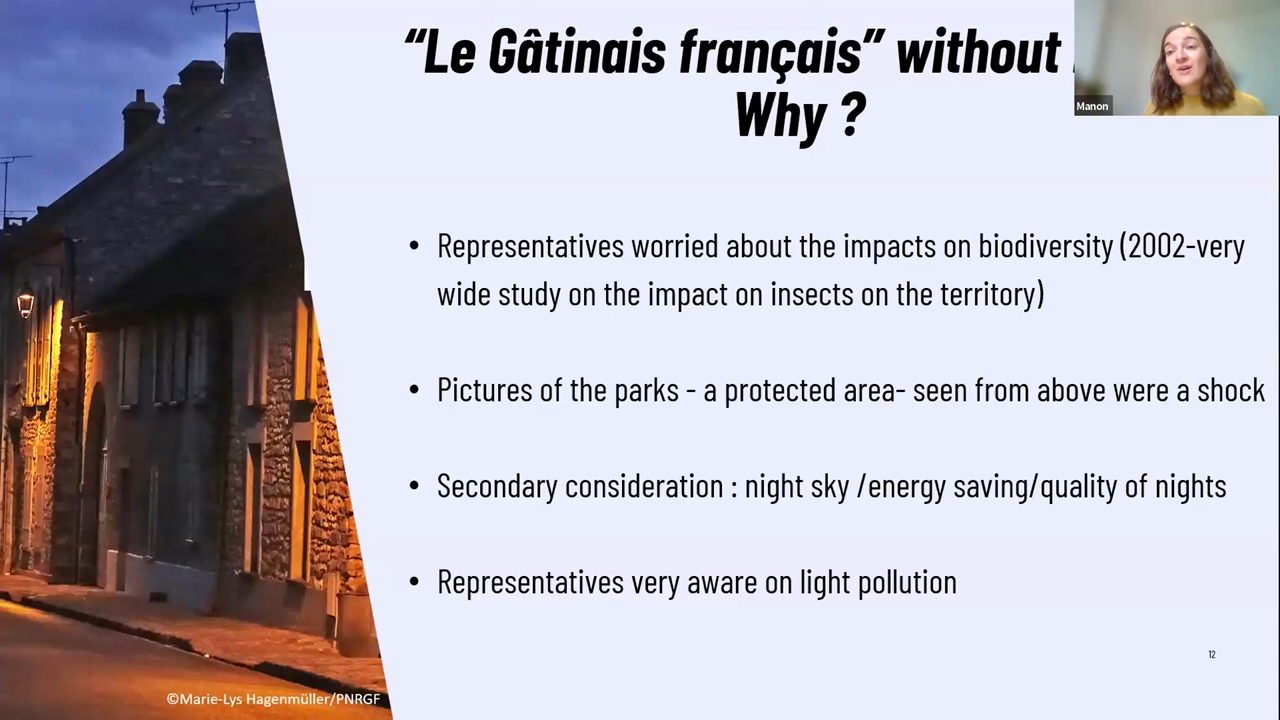 “Le Gâtinais français” without
Why ?
Manon
• Representatives worried about the impacts on biodiversity (2002-very
wide study on the impact on insects on the territory)
• Pictures of the parks - a protected area- seen from above were a shock
• Secondary consideration : night sky /energy saving/quality of nights
• Representatives very aware on light pollution
12
©Marie-Lys Hagenmüller/PNRGF